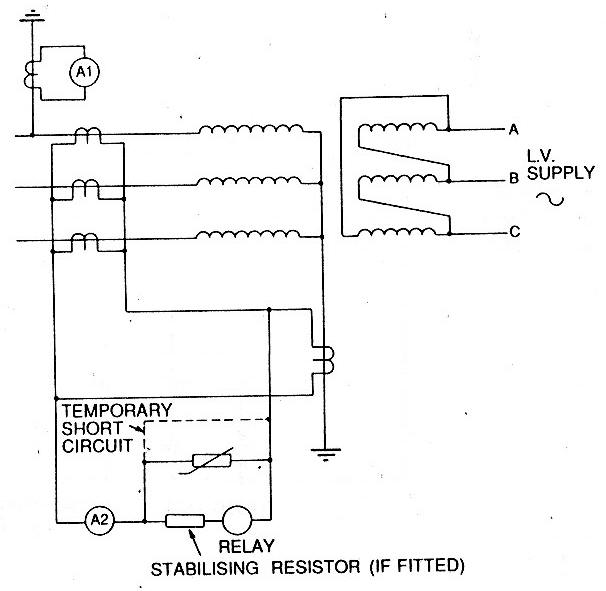 A1
A
L.V.
B
SUPPLY
C
TEMPORARY
SHORT
CIRCUIT
A2
RELAY
STABILISING RESISTOR (IF FITTED)